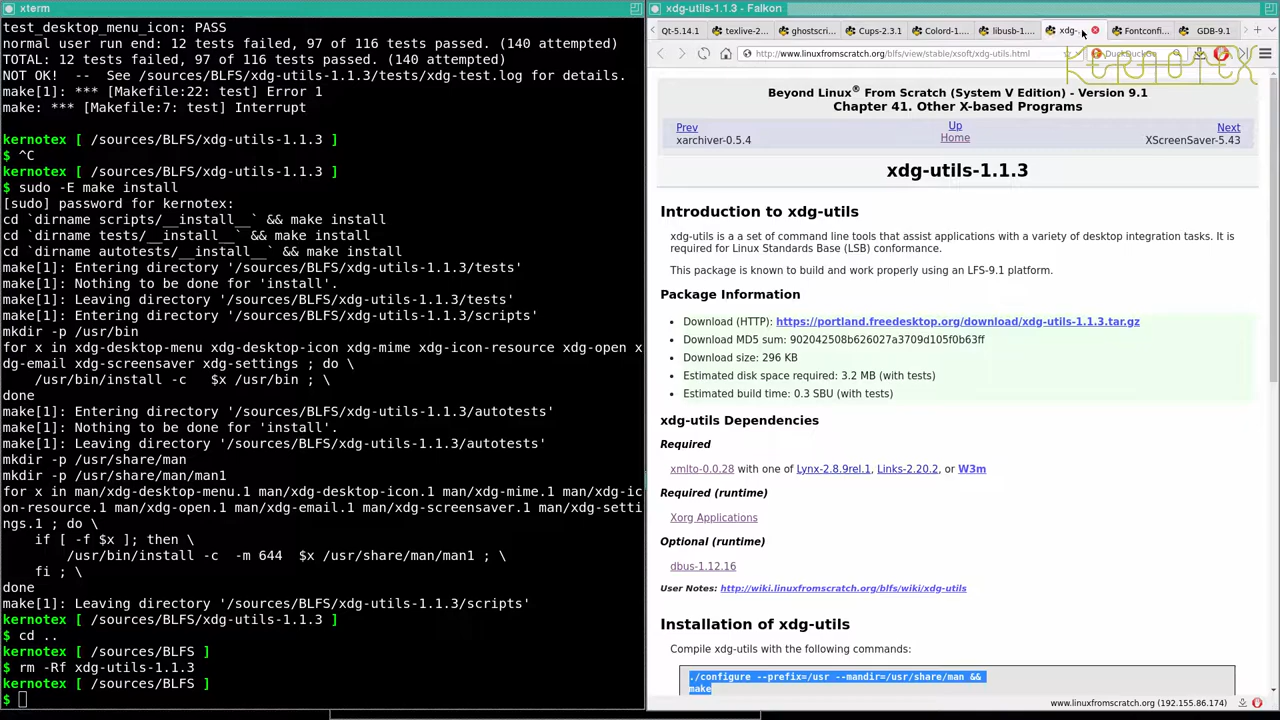 xterm
test_desktop_menu_icon: PASS
normal user run end: 12 tests failed, 97 of 116 tests passed. (140 attempted)
TOTAL: 12 tests failed, 97 of 116 tests passed. (140 attempted)
NOT OK!  --  See /sources/BLFS/xdg-utils-1.1.3/tests/xdg-test.log for details.
make[1]: *** [Makefile:22: test] Error 1
make: *** [Makefile:7: test] Interrupt
kernotex [ /sources/BLFS/xdg-utils-1.1.3 ]
$ ^C
kernotex [ /sources/BLFS/xdg-utils-1.1.3 ]
$ sudo -E make install
[sudo] password for kernotex:
cd `dirname scripts/__install__` && make install
cd `dirname tests/__install__` && make install
cd `dirname autotests/__install__` && make install
make[1]: Entering directory '/sources/BLFS/xdg-utils-1.1.3/tests'
make[1]: Nothing to be done for 'install'.
make[1]: Leaving directory '/sources/BLFS/xdg-utils-1.1.3/tests'
make[1]: Entering directory '/sources/BLFS/xdg-utils-1.1.3/scripts'
mkdir -p /usr/bin
for x in xdg-desktop-menu xdg-desktop-icon xdg-mime xdg-icon-resource xdg-open x
dg-email xdg-screensaver xdg-settings ; do \
    /usr/bin/install -c   $x /usr/bin ; \
done
make[1]: Entering directory '/sources/BLFS/xdg-utils-1.1.3/autotests'
make[1]: Nothing to be done for 'install'.
make[1]: Leaving directory '/sources/BLFS/xdg-utils-1.1.3/autotests'
mkdir -p /usr/share/man
mkdir -p /usr/share/man/man1
for x in man/xdg-desktop-menu.1 man/xdg-desktop-icon.1 man/xdg-mime.1 man/xdg-ic
on-resource.1 man/xdg-open.1 man/xdg-email.1 man/xdg-screensaver.1 man/xdg-setti
ngs.1 ; do \
    if [ -f $x ]; then \
        /usr/bin/install -c  -m 644  $x /usr/share/man/man1 ; \
    fi ; \
done
make[1]: Leaving directory '/sources/BLFS/xdg-utils-1.1.3/scripts'
kernotex [ /sources/BLFS/xdg-utils-1.1.3 ]
$ cd ..
kernotex [ /sources/BLFS ]
$ rm -Rf xdg-utils-1.1.3
kernotex [ /sources/BLFS ]
$
xdg-utils-1.1.3 - Falkon
Qt-5.14.1 texlive-2... ghostscri... Cups-2.3.1 Colord-1.... libusb-1.... xdg- Fontconfi... GDB-9.1
http://www.linuxfromscratch.org/blfs/view/stable/xsoft/xdg-utils.html DuckDuckGo
KERNOTEX
Beyond Linux® From Scratch (System V Edition) - Version 9.1
Chapter 41. Other X-based Programs
Prev Up Next
xarchiver-0.5.4 Home XScreenSaver-5.43
xdg-utils-1.1.3
Introduction to xdg-utils
xdg-utils is a a set of command line tools that assist applications with a variety of desktop integration tasks. It is
required for Linux Standards Base (LSB) conformance.
This package is known to build and work properly using an LFS-9.1 platform.
Package Information
• Download (HTTP): https://portland.freedesktop.org/download/xdg-utils-1.1.3.tar.gz
• Download MD5 sum: 902042508b626027a3709d105f0b63ff
• Download size: 296 KB
• Estimated disk space required: 3.2 MB (with tests)
• Estimated build time: 0.3 SBU (with tests)
xdg-utils Dependencies
Required
xmlto-0.0.28 with one of Lynx-2.8.9rel.1, Links-2.20.2, or W3m
Required (runtime)
Xorg Applications
Optional (runtime)
dbus-1.12.16
User Notes: http://wiki.linuxfromscratch.org/blfs/wiki/xdg-utils
Installation of xdg-utils
Compile xdg-utils with the following commands:
./configure --prefix=/usr --mandir=/usr/share/man &&
make
www.linuxfromscratch.org (192.155.86.174)